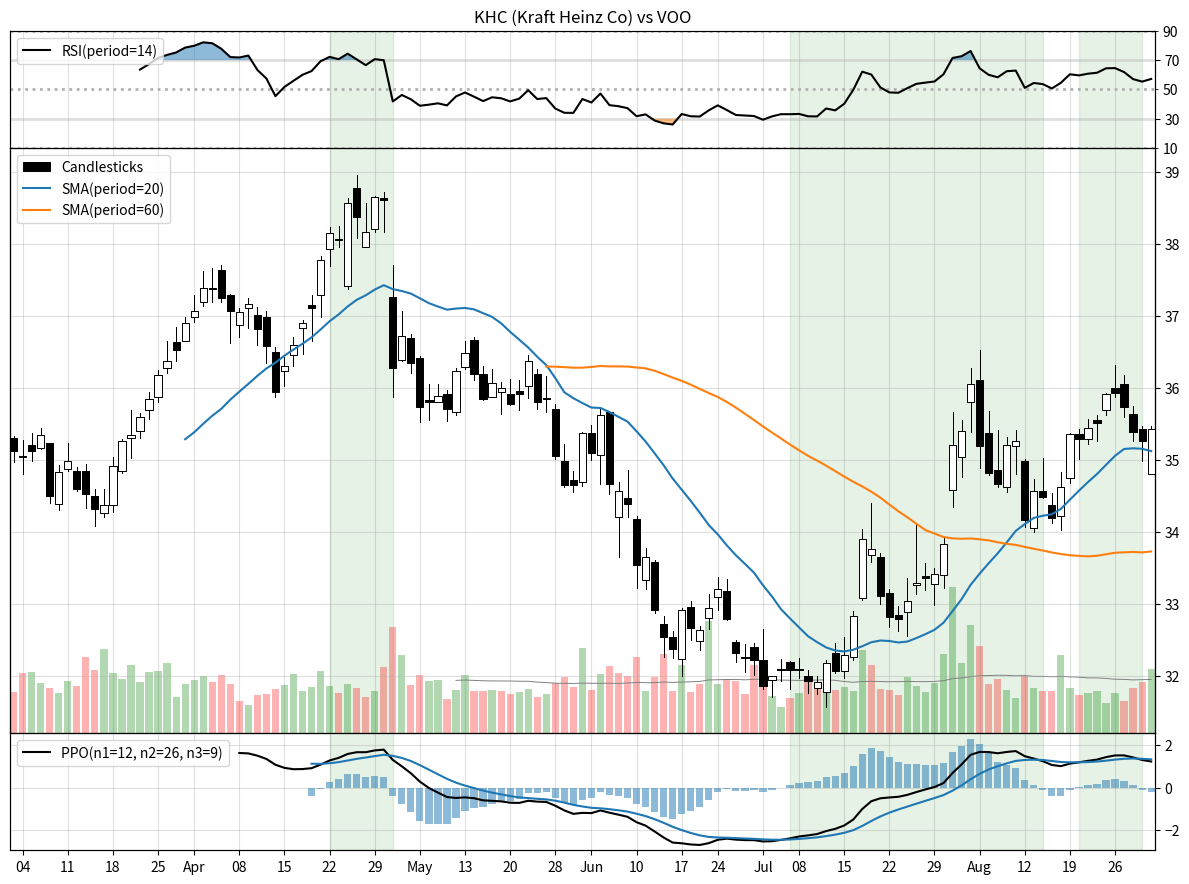 KHC (Kraft Heinz Co) vs VOO
RSI(period=14)
90
70
50
30
10
Candlesticks
SMA(period=20)
SMA(period=60)
39
38
37
36
35
34
33
32
PPO(n1=12, n2=26, n3=9)
2
0
−2
04 11 18 25 Apr 08 15 22 29 May 13 20 28 Jun 10 17 24 Jul 08 15 22 29 Aug 12 19 26